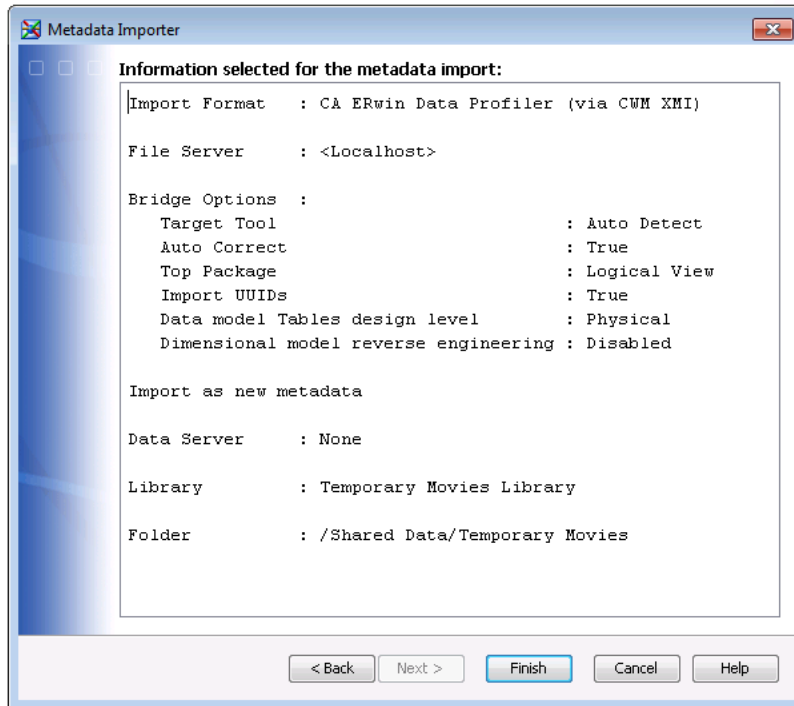 Metadata Importer
Information selected for the metadata import:
Import Format : CA ERwin Data Profiler (via CWM XMI)
File Server : <Localhost>
Bridge Options :
Target Tool : Auto Detect
Auto Correct : True
Top Package : Logical View
Import UUIDs : True
Data model Tables design level : Physical
Dimensional model reverse engineering : Disabled
Import as new metadata
Data Server : None
Library : Temporary Movies Library
Folder : /Shared Data/Temporary Movies
< Back Next > Finish Cancel Help